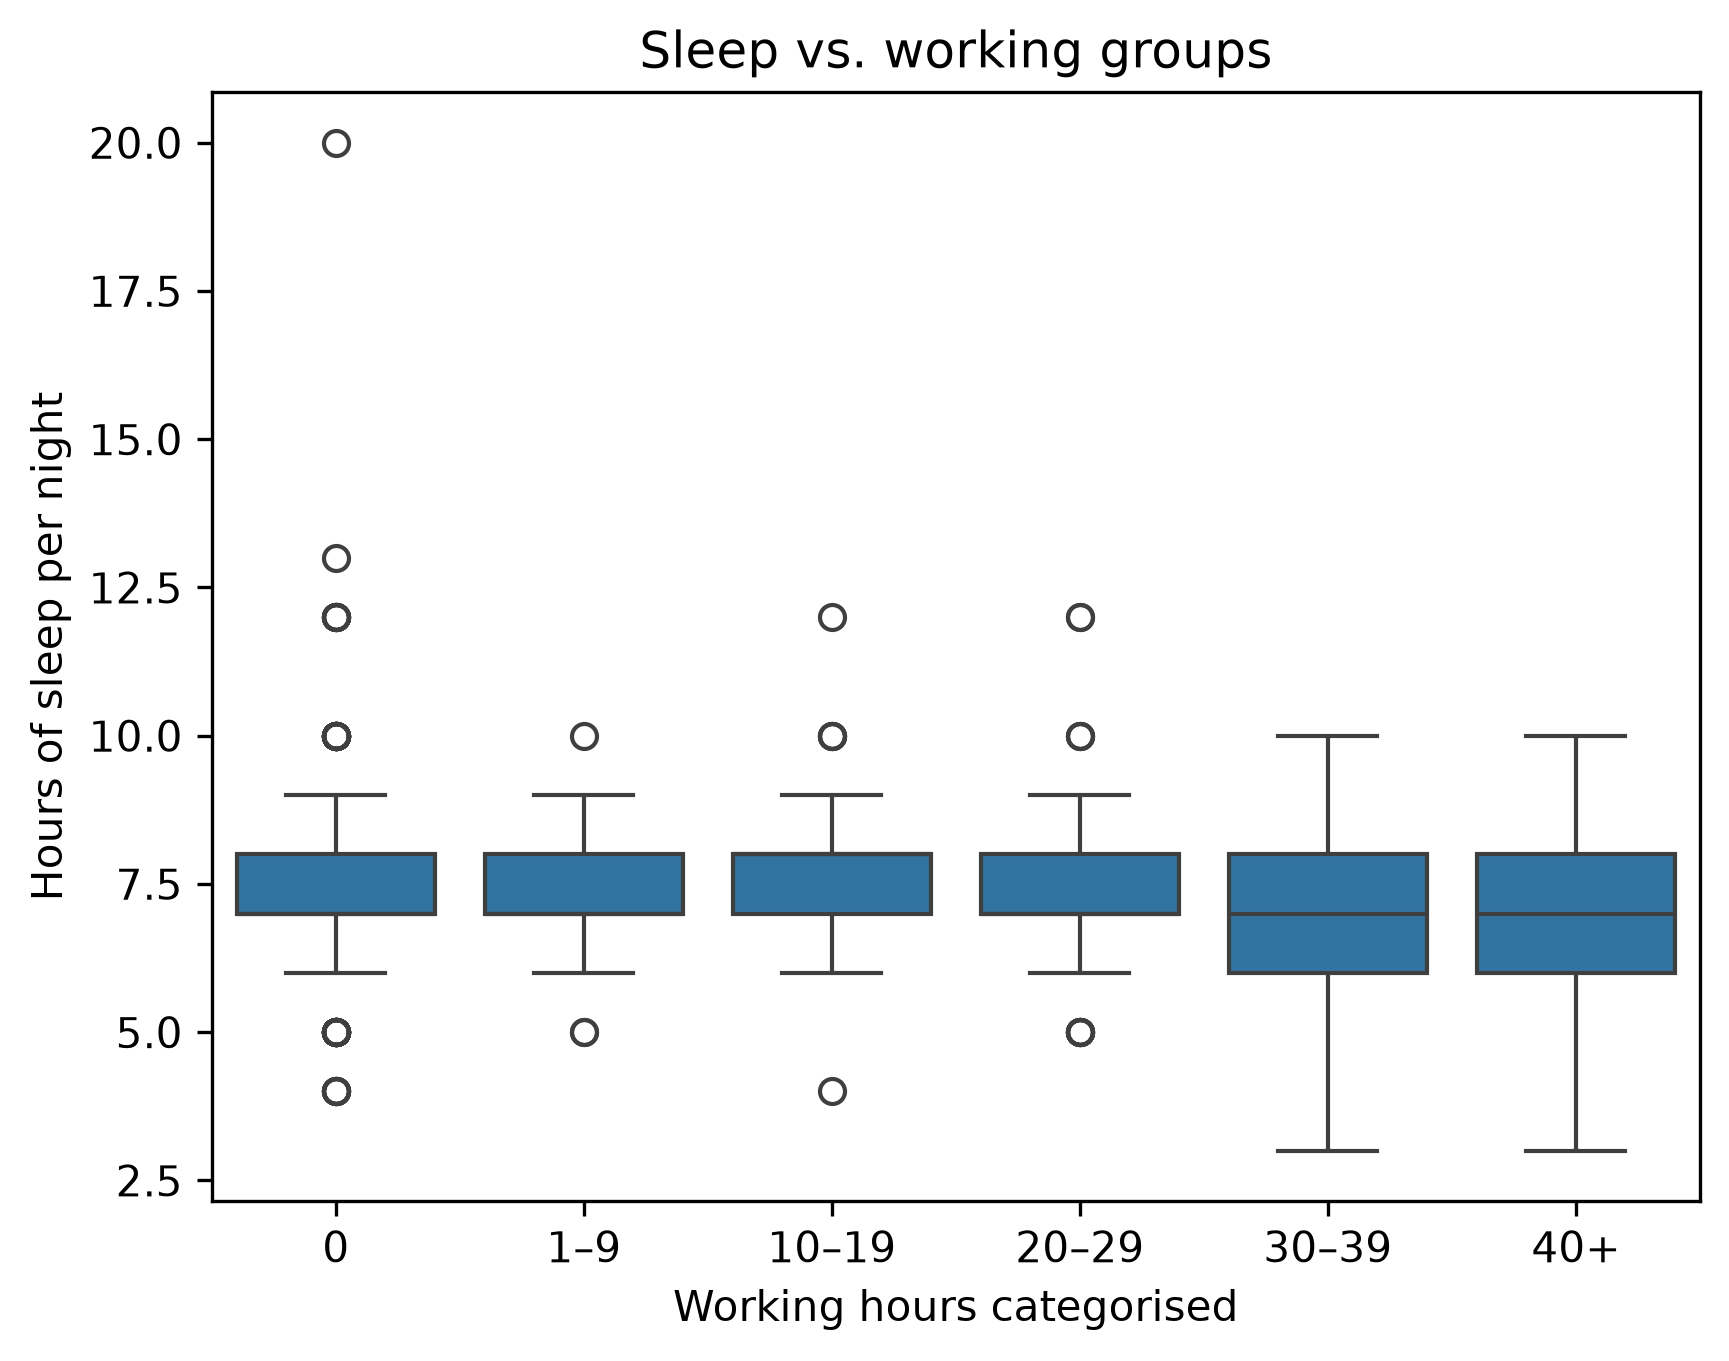 Sleep vs. working groups
Hours of sleep per night
20.0
17.5
15.0
12.5
10.0
7.5
5.0
2.5
0 1–9 10–19 20–29 30–39 40+
Working hours categorised